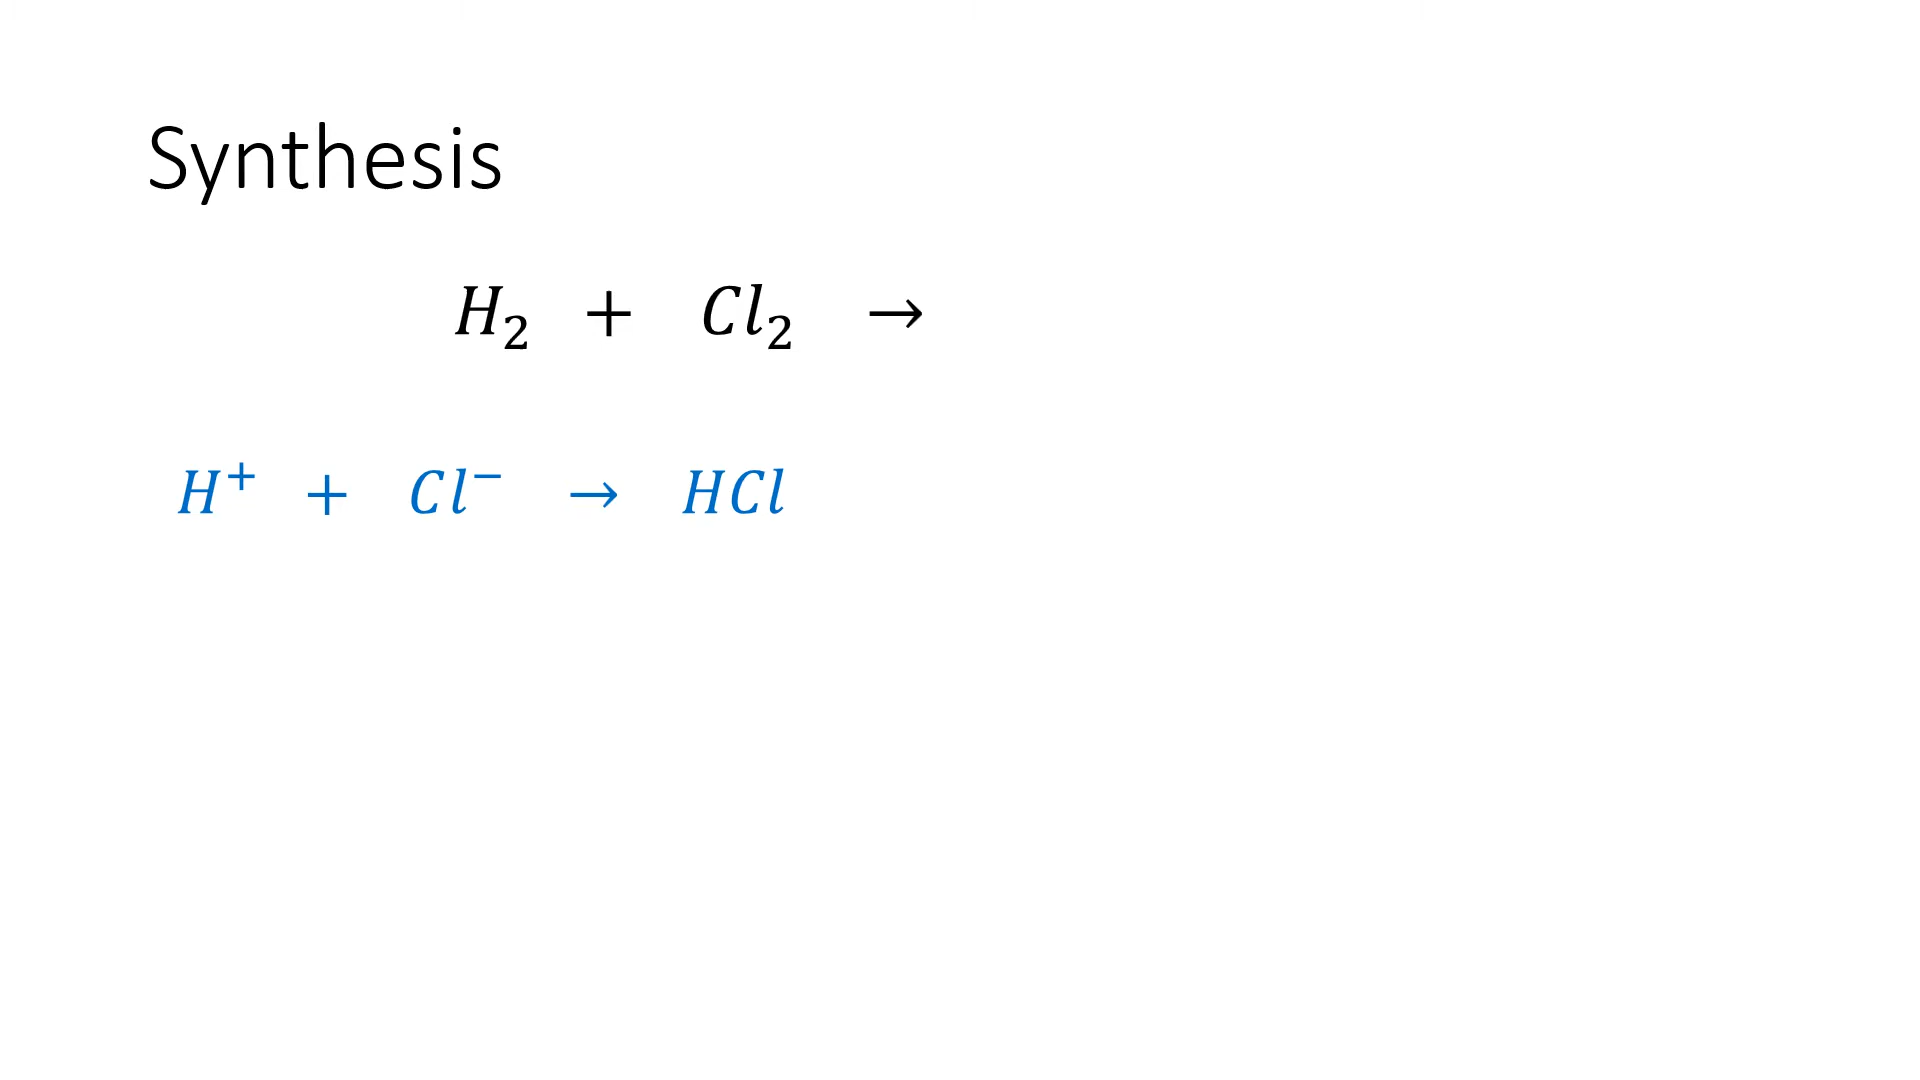 Synthesis
H₂ + Cl₂ →
H⁺ + Cl⁻ → HCl